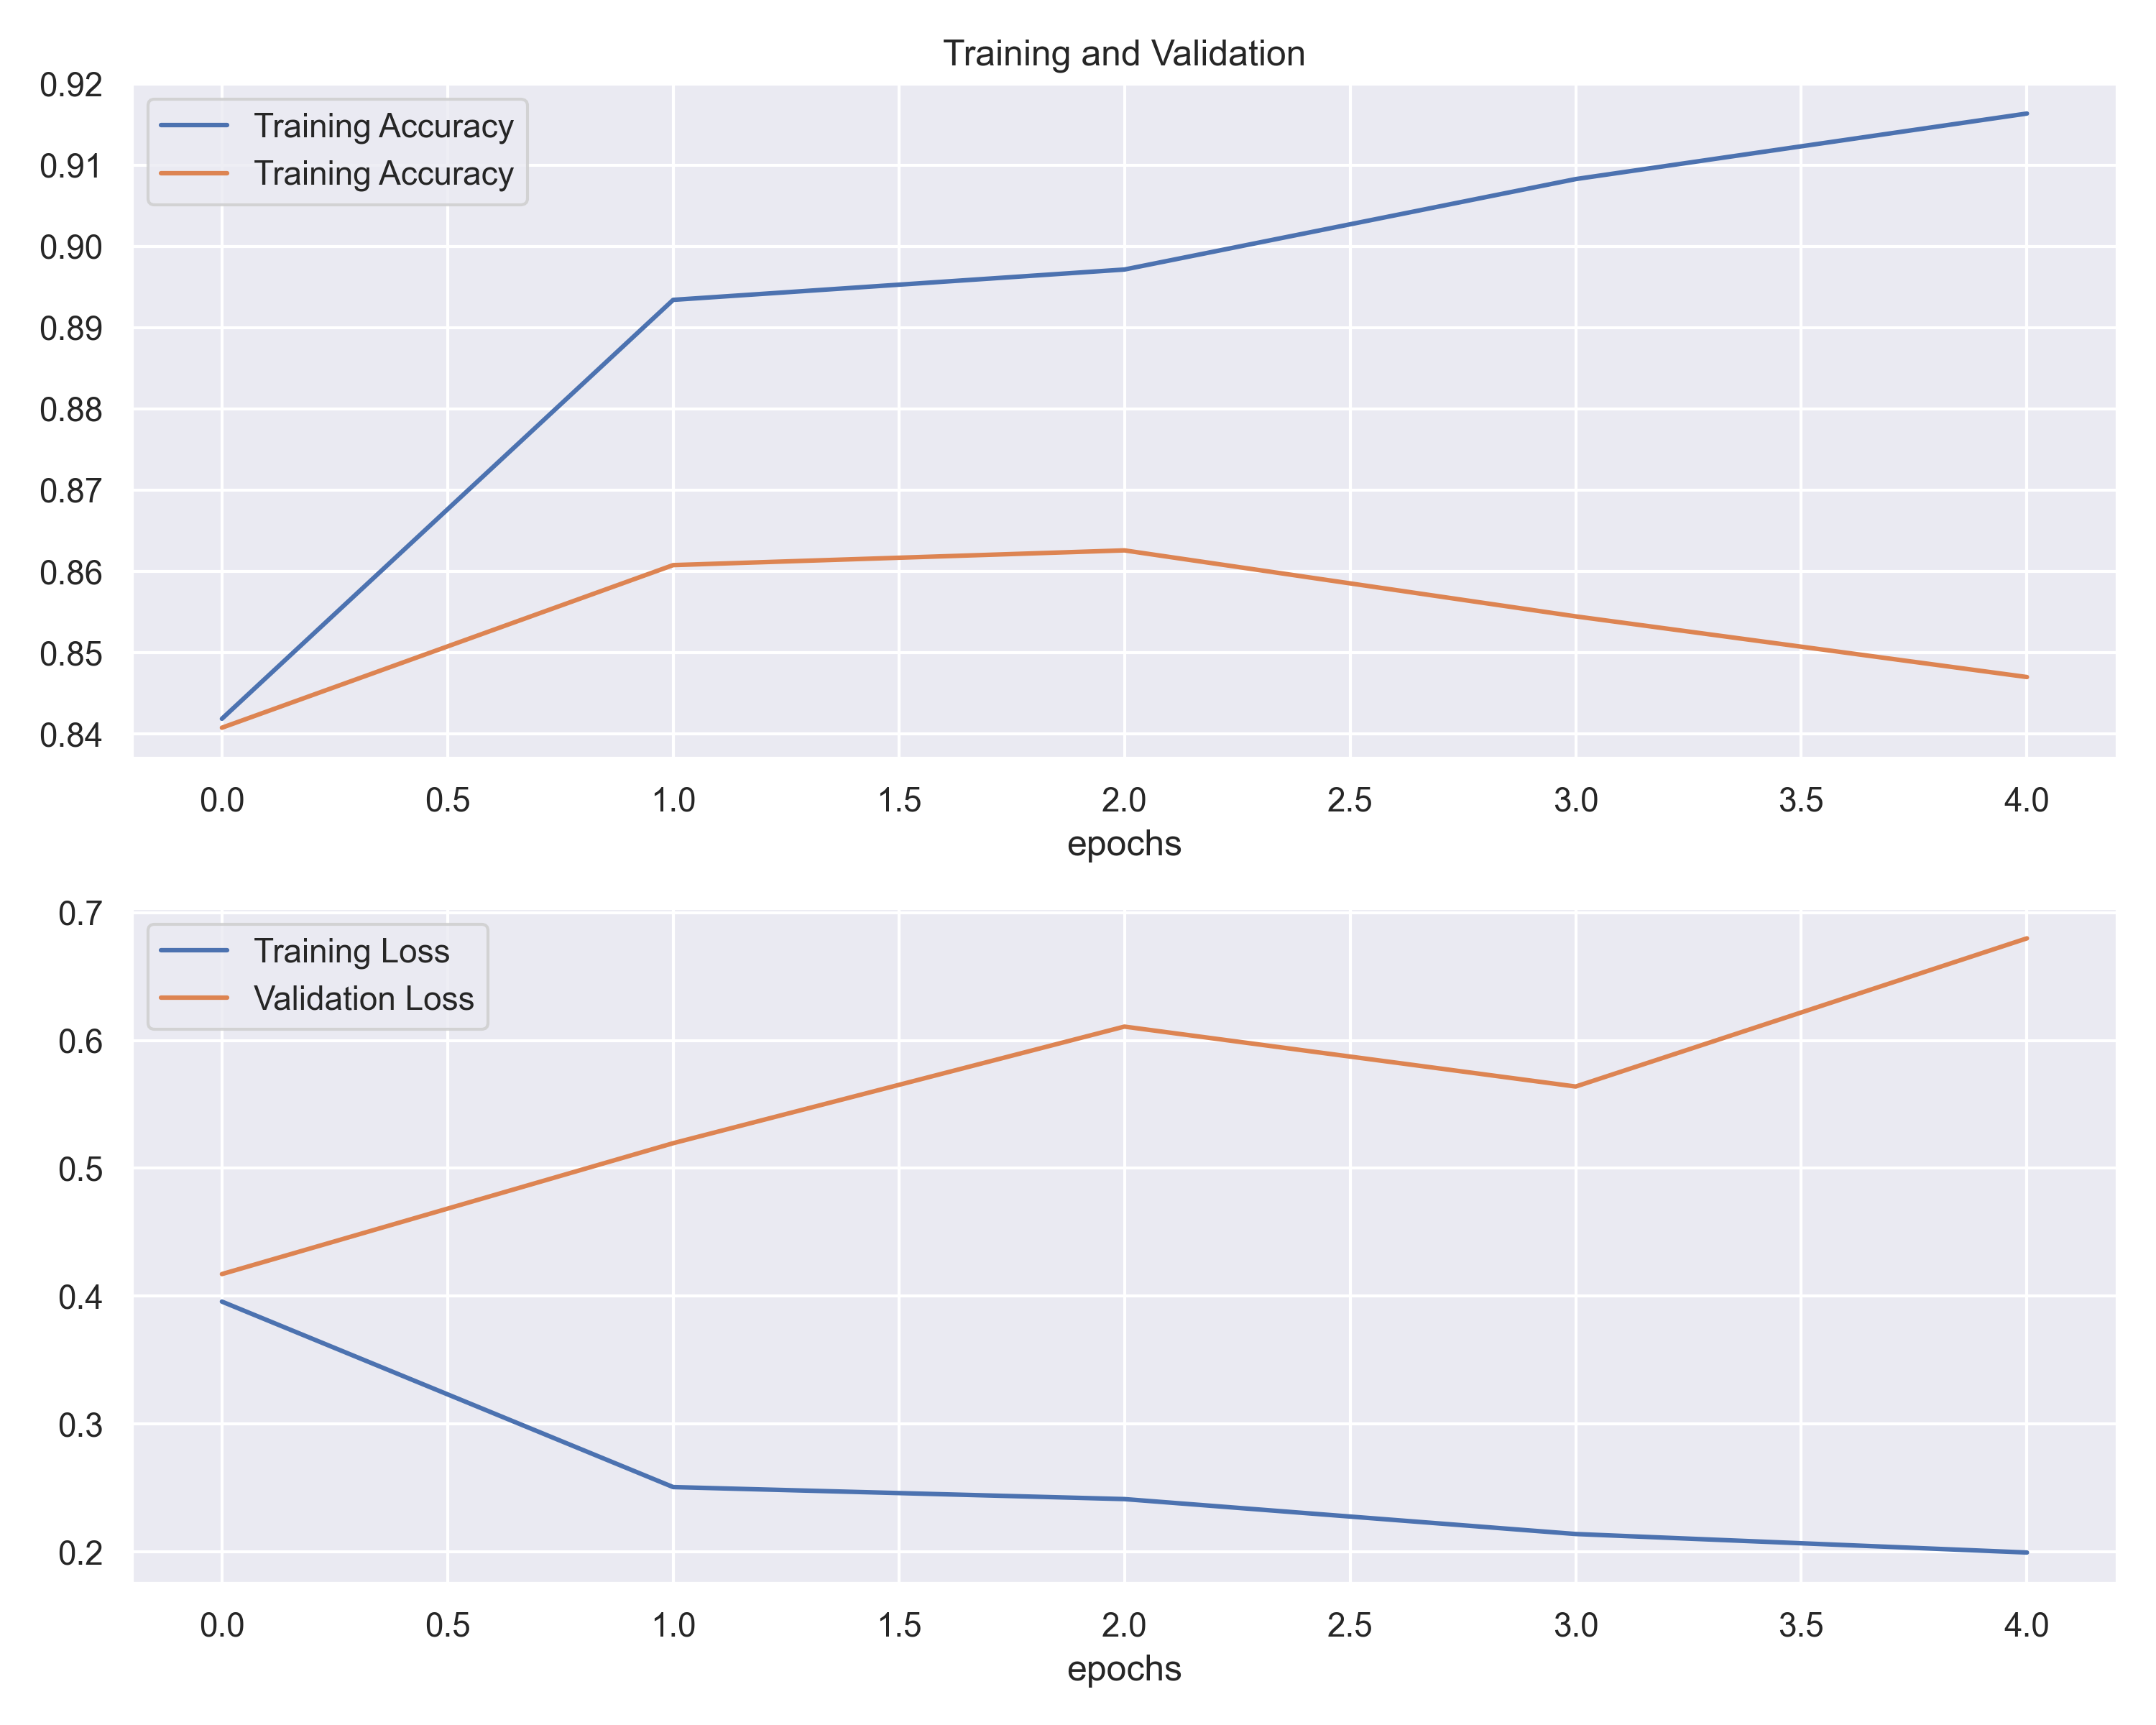 Training and Validation
0.92
Training Accuracy
Training Accuracy
0.91
0.90
0.89
0.88
0.87
0.86
0.85
0.84
0.0 0.5 1.0 1.5 2.0 2.5 3.0 3.5 4.0
epochs
0.7
Training Loss
Validation Loss
0.6
0.5
0.4
0.3
0.2
0.0 0.5 1.0 1.5 2.0 2.5 3.0 3.5 4.0
epochs